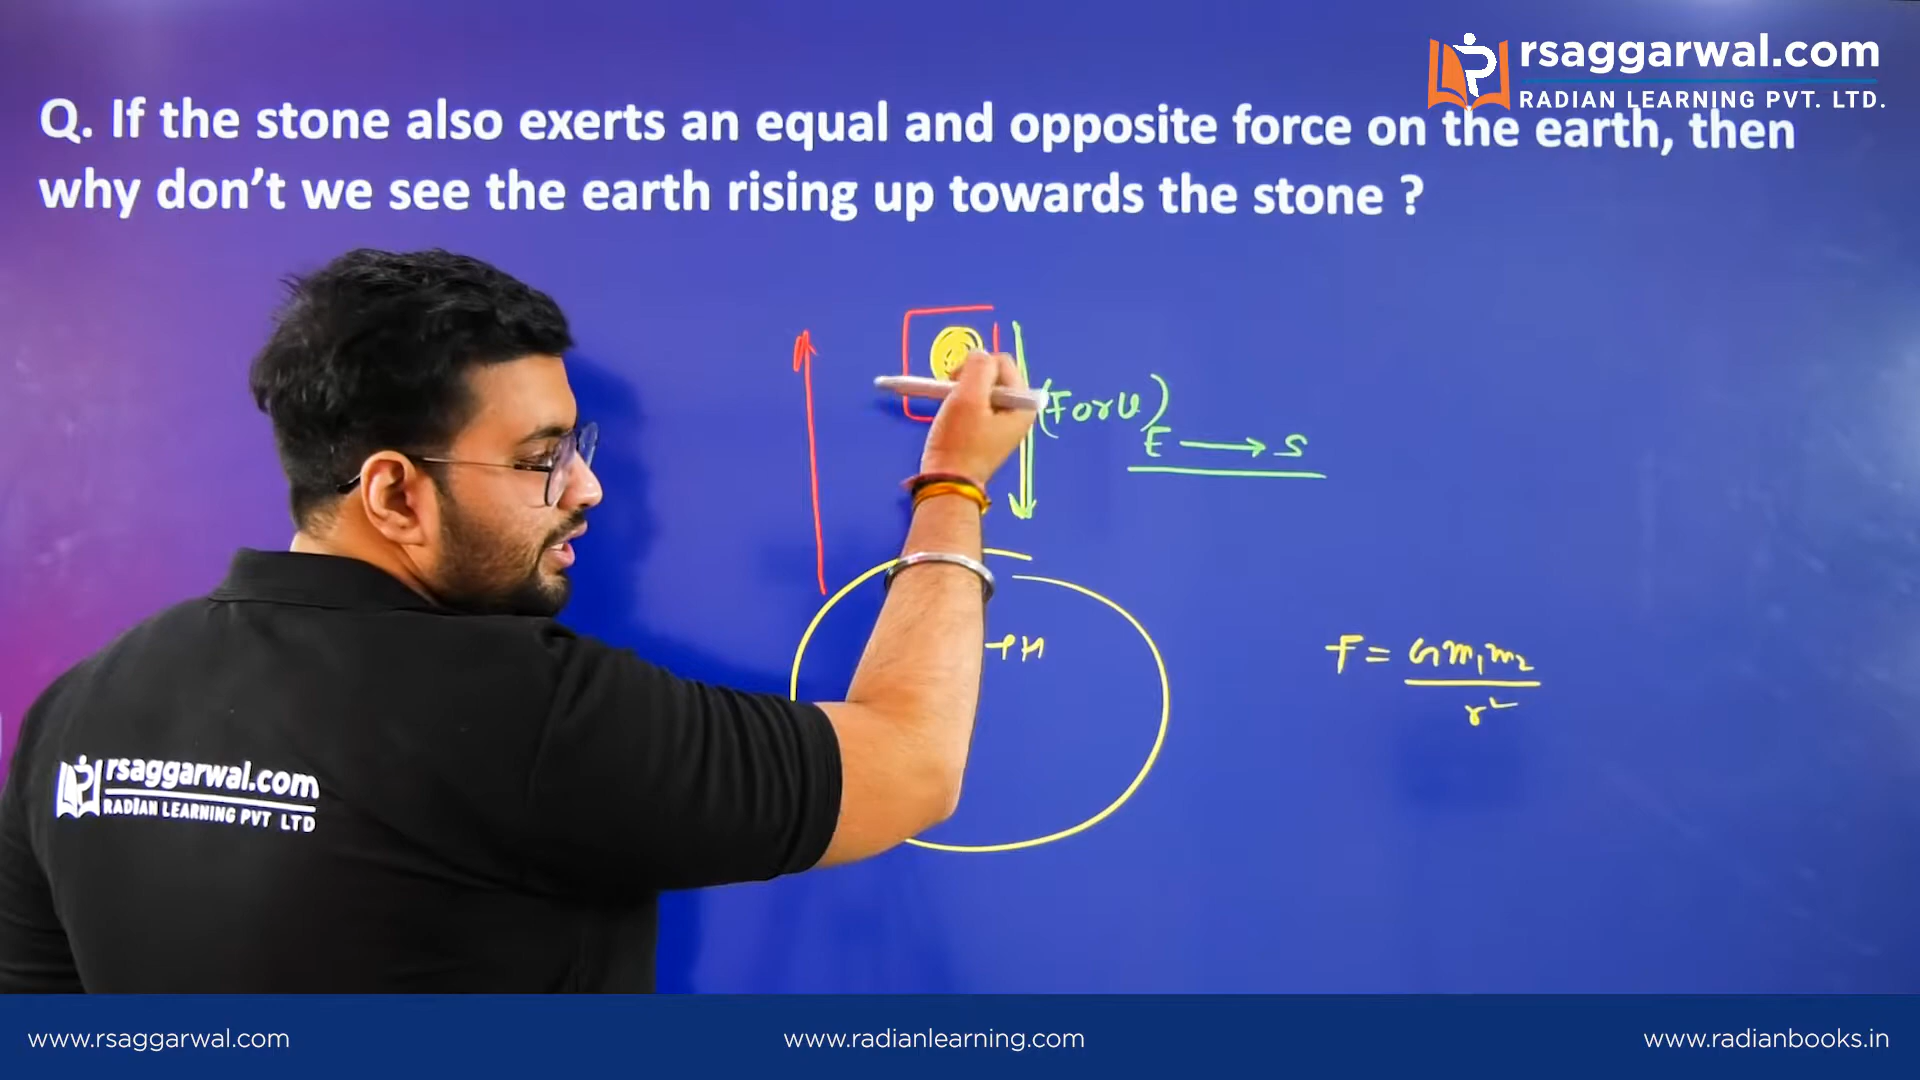 rsaggarwal.com
RADIAN LEARNING PVT. LTD.
Q. If the stone also exerts an equal and opposite force on the earth, then
why don’t we see the earth rising up towards the stone ?
E → S
F = Gm₁m₂
r²
rsaggarwal.com
RADIAN LEARNING PVT LTD
www.rsaggarwal.com
www.radianlearning.com
www.radianbooks.in